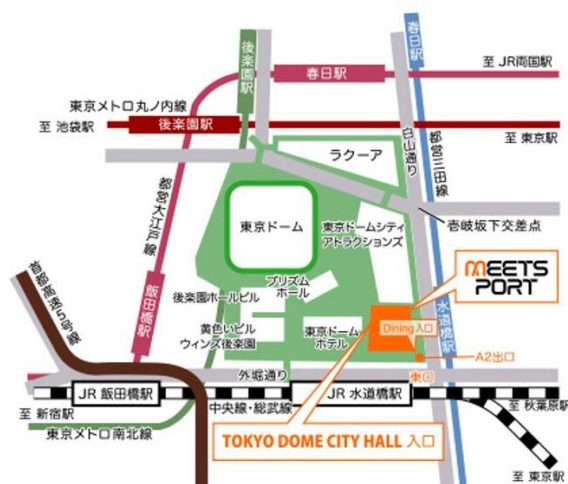 後楽園駅
春日駅
春日駅
至 JR両国駅
東京メトロ丸ノ内線
至 池袋駅
後楽園駅
至 東京駅
白山通り
都営三田線
ラクーア
都営大江戸線
東京ドーム
東京ドームシティ
アトラクションズ
壱岐坂下交差点
首都高速5号線
飯田橋駅
プリズム
ホール
後楽園ホールビル
MEETS
PORT
水道橋駅
黄色いビル
ウィンズ後楽園
東京ドーム
ホテル
Dining入口
A2出口
外堀通り
東口
JR 飯田橋駅
JR 水道橋駅
至 新宿駅
中央線・総武線
至 秋葉原駅
東京メトロ南北線
TOKYO DOME CITY HALL 入口
至 東京駅